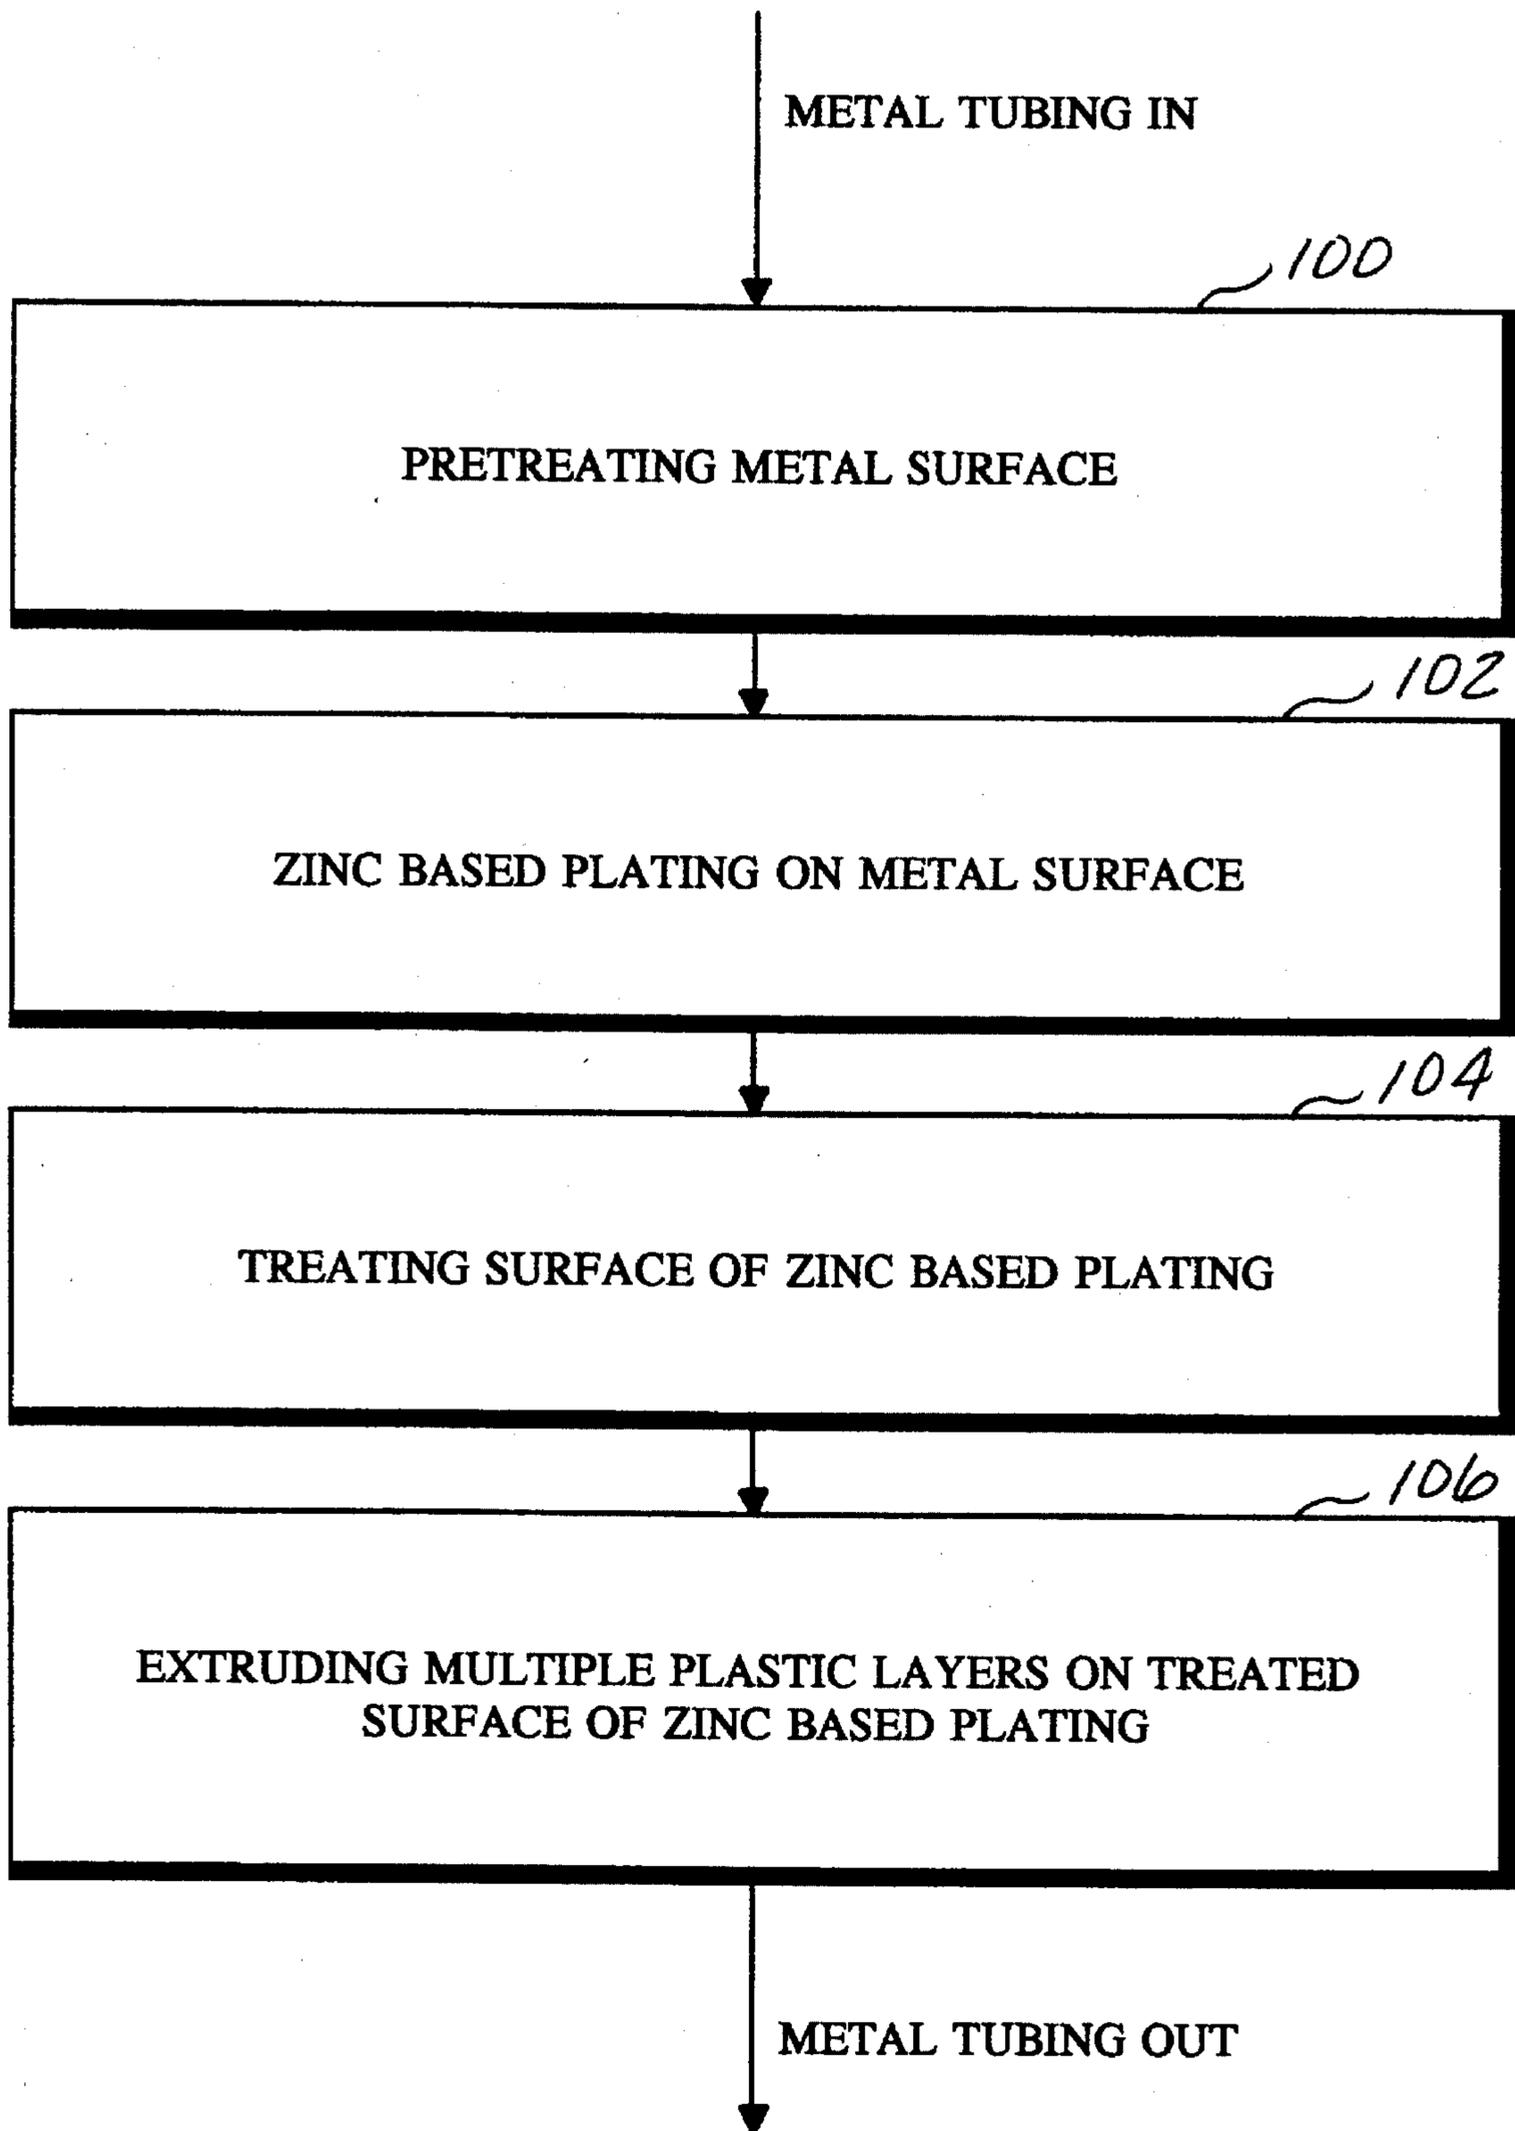 METAL TUBING IN
100
PRETREATING METAL SURFACE
102
ZINC BASED PLATING ON METAL SURFACE
104
TREATING SURFACE OF ZINC BASED PLATING
106
EXTRUDING MULTIPLE PLASTIC LAYERS ON TREATED
SURFACE OF ZINC BASED PLATING
METAL TUBING OUT